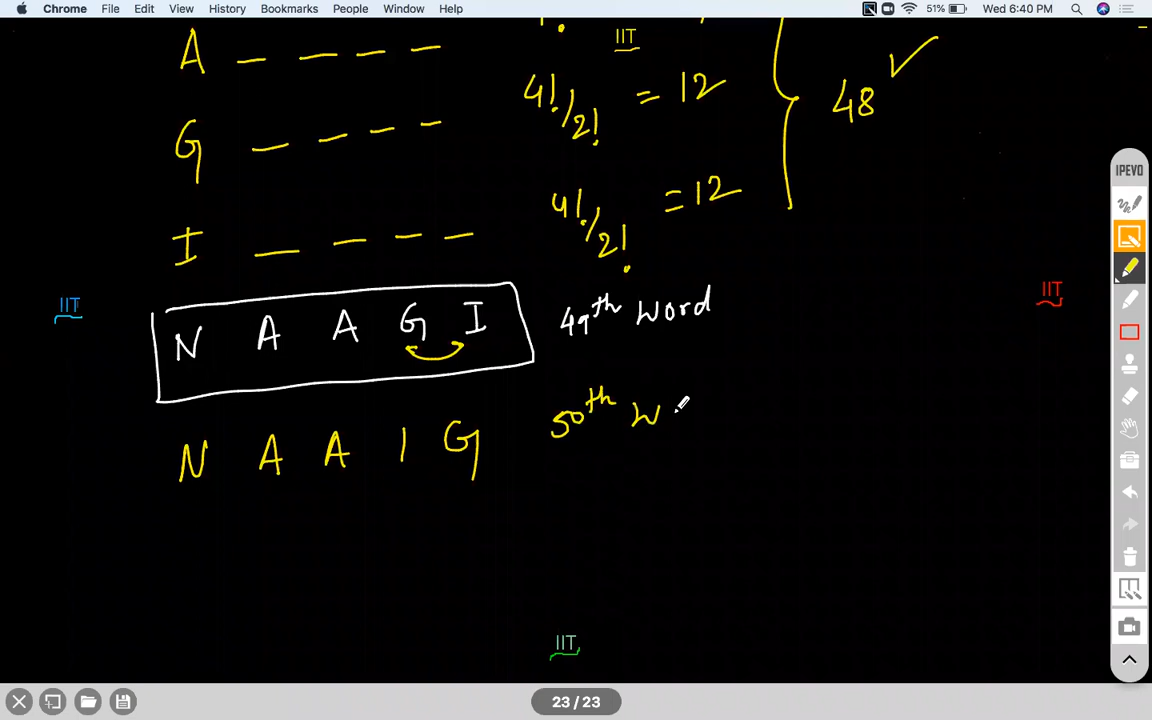 Chrome File Edit View History Bookmarks People Window Help 51% Wed 6:40 PM
IIT
A _ _ _ _
4!/2! = 12
48 ✓
G _ _ _ _
4!/2! = 12
I _ _ _ _
IPEVO
IIT
IIT
N A A G I 49th Word
N A A I G 50th W
IIT
23 / 23